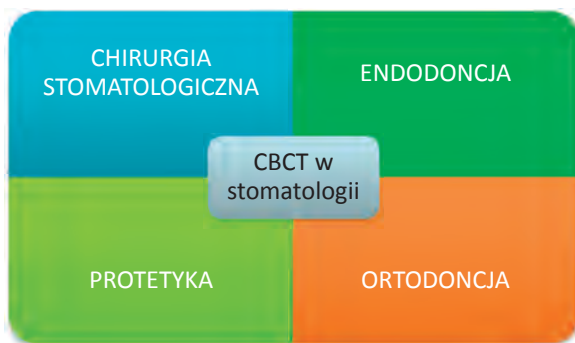 CHIRURGIA
STOMATOLOGICZNA
ENDODONCJA
CBCT w
stomatologii
PROTETYKA
ORTODONCJA